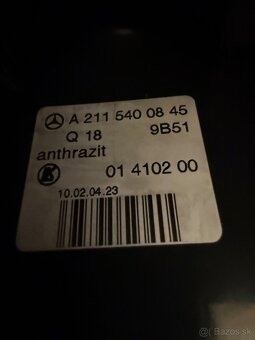 A 211 540 08 45
Q 18 9B51
anthrazit
01 4102 00
10.02.04.23
Bazos.sk